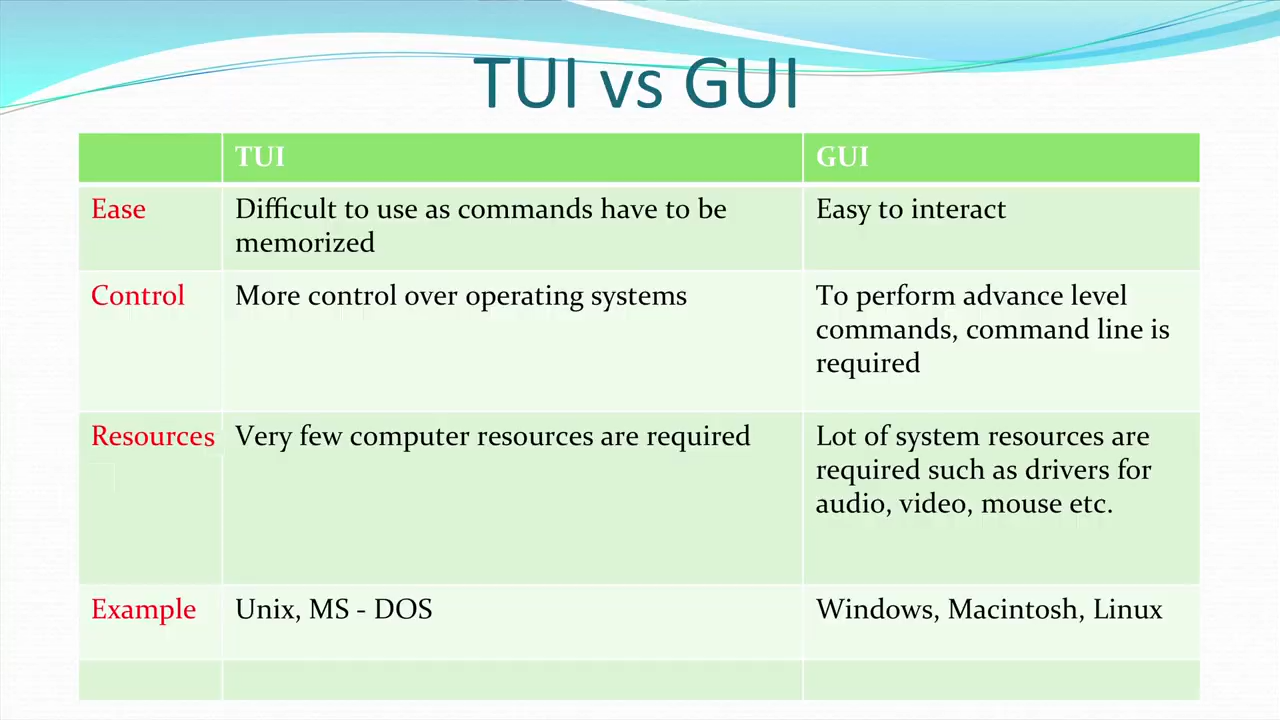 TUI vs GUI
TUI GUI
Ease Difficult to use as commands have to be memorized Easy to interact
Control More control over operating systems To perform advance level commands, command line is required
Resources Very few computer resources are required Lot of system resources are required such as drivers for audio, video, mouse etc.
Example Unix, MS - DOS Windows, Macintosh, Linux